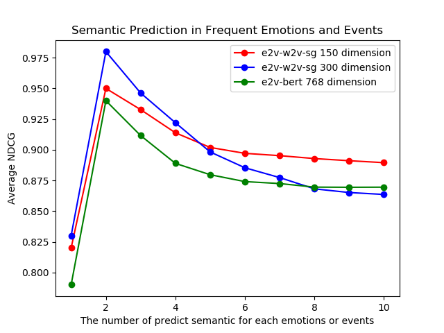 Semantic Prediction in Frequent Emotions and Events
e2v-w2v-sg 150 dimension
e2v-w2v-sg 300 dimension
e2v-bert 768 dimension
Average NDCG
0.975
0.950
0.925
0.900
0.875
0.850
0.825
0.800
2 4 6 8 10
The number of predict semantic for each emotions or events